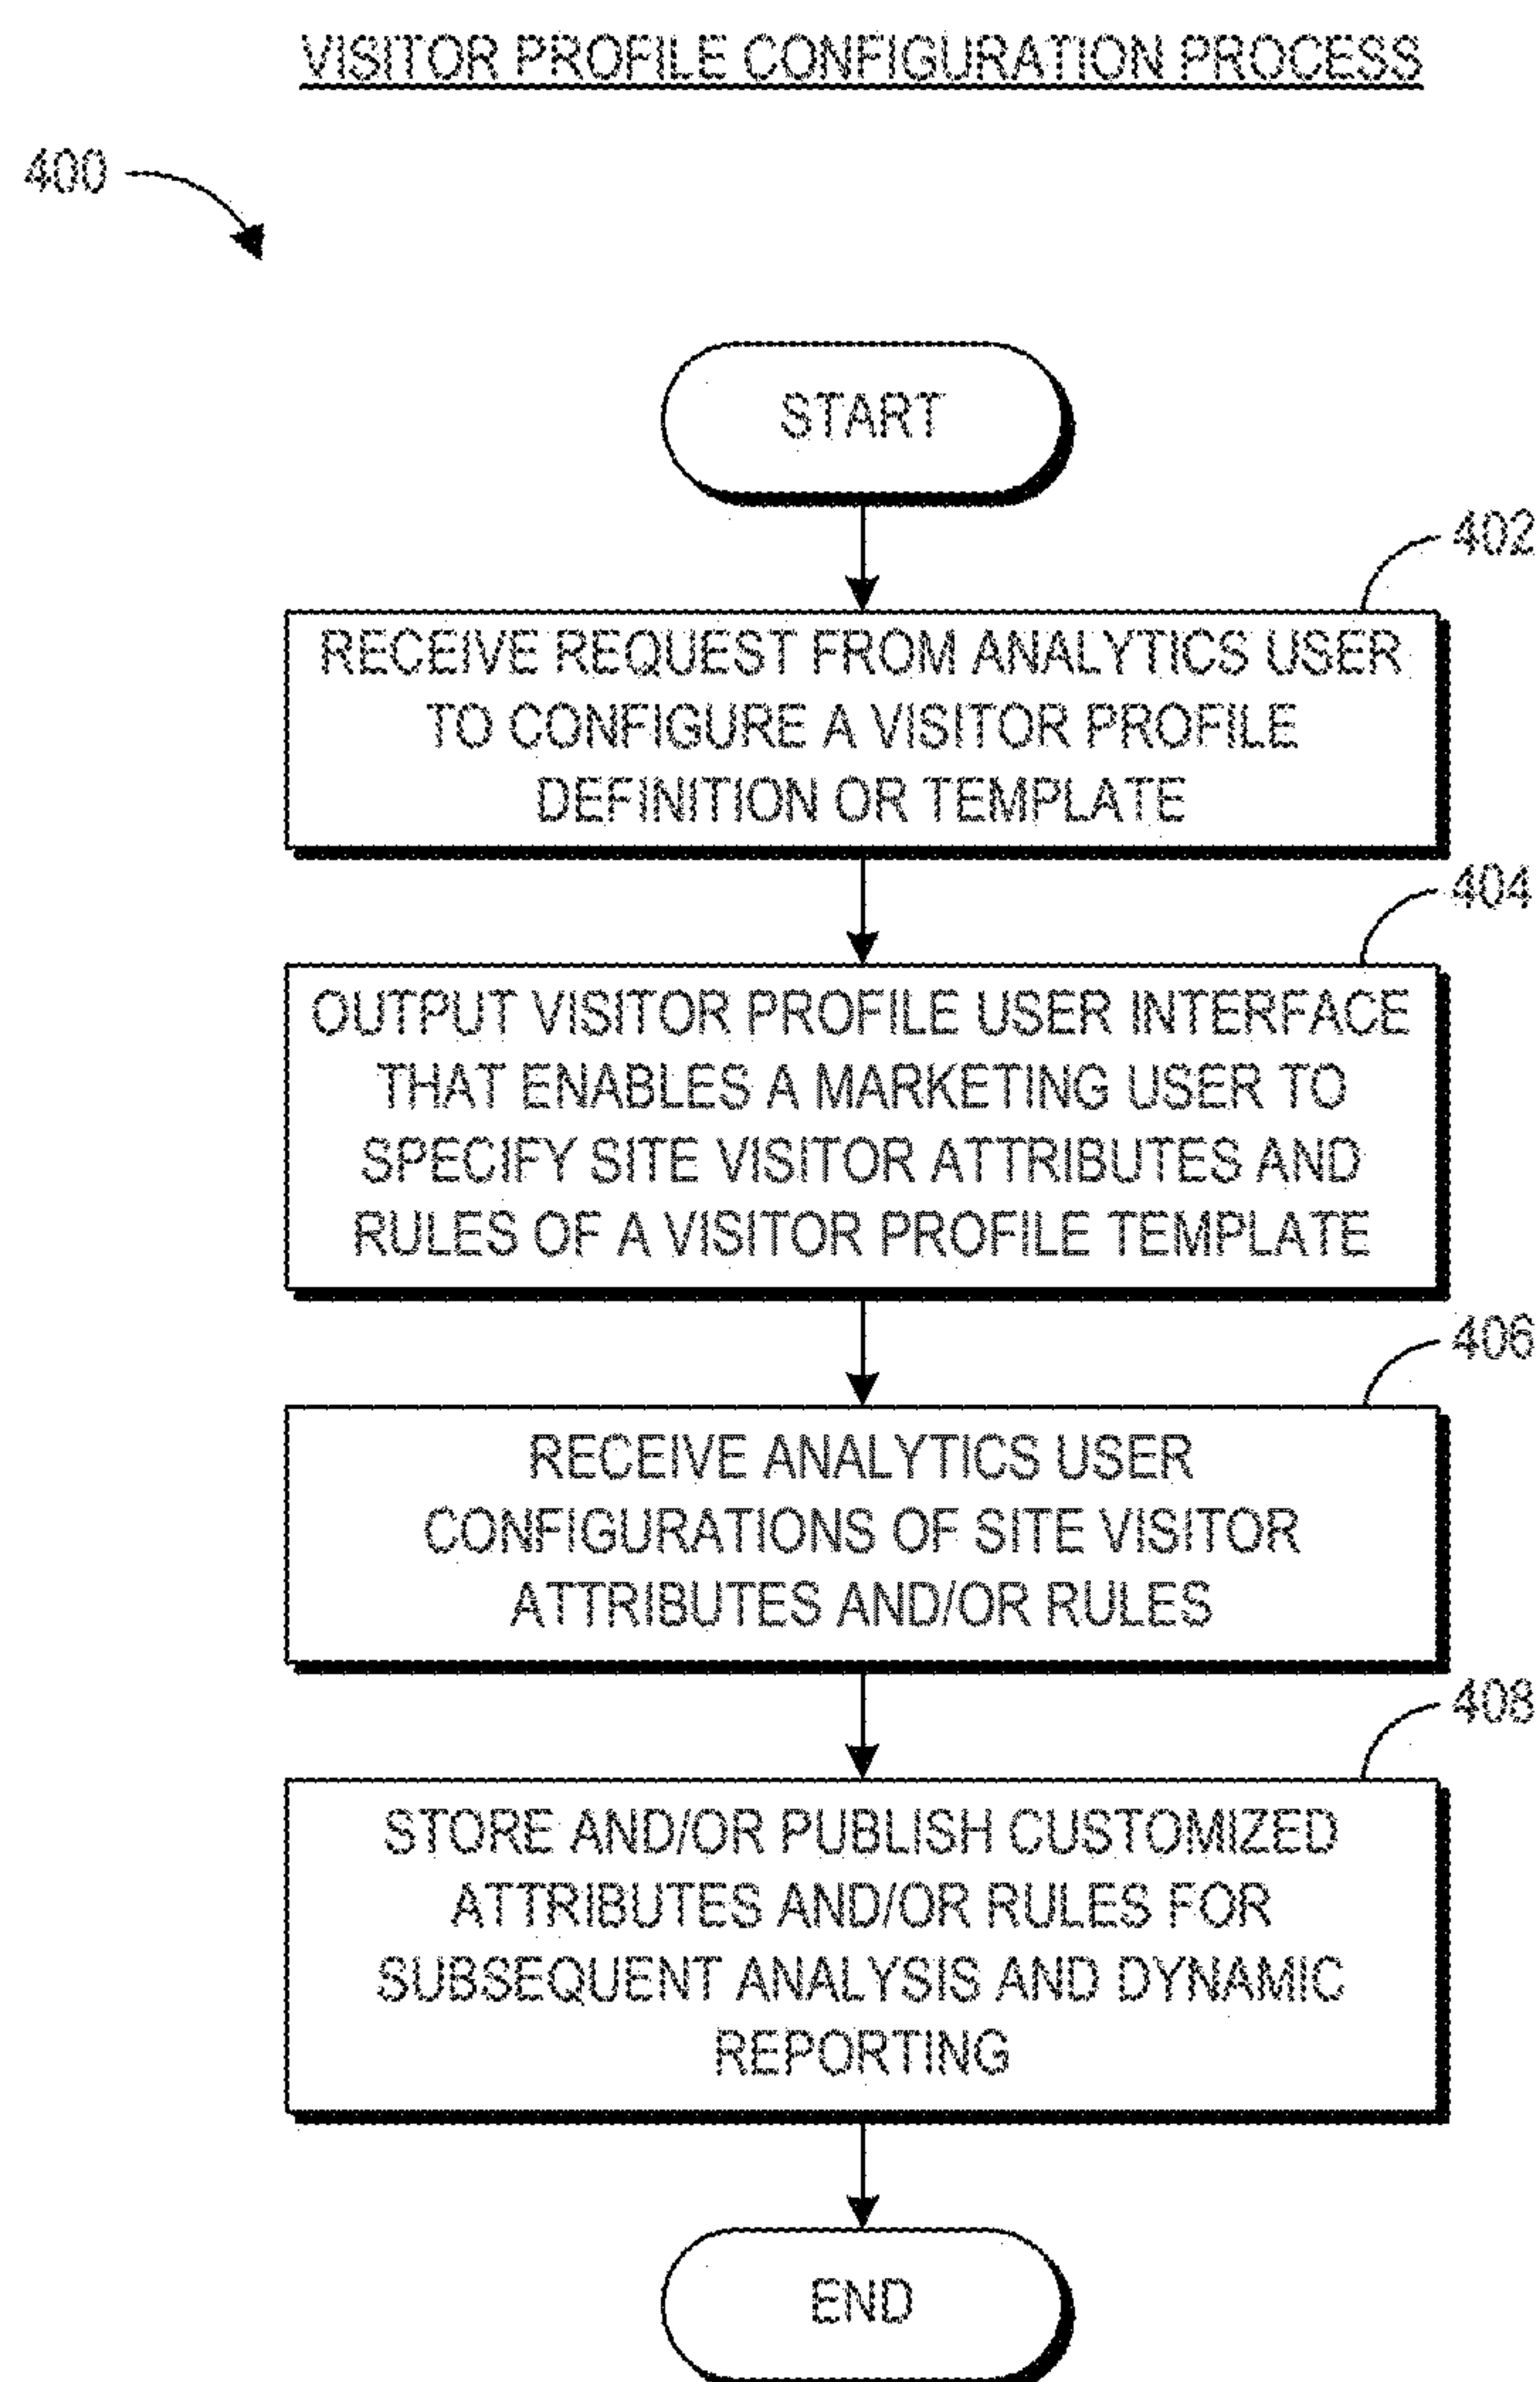 VISITOR PROFILE CONFIGURATION PROCESS
400
START
402
RECEIVE REQUEST FROM ANALYTICS USER
TO CONFIGURE A VISITOR PROFILE
DEFINITION OR TEMPLATE
404
OUTPUT VISITOR PROFILE USER INTERFACE
THAT ENABLES A MARKETING USER TO
SPECIFY SITE VISITOR ATTRIBUTES AND
RULES OF A VISITOR PROFILE TEMPLATE
406
RECEIVE ANALYTICS USER
CONFIGURATIONS OF SITE VISITOR
ATTRIBUTES AND/OR RULES
408
STORE AND/OR PUBLISH CUSTOMIZED
ATTRIBUTES AND/OR RULES FOR
SUBSEQUENT ANALYSIS AND DYNAMIC
REPORTING
END